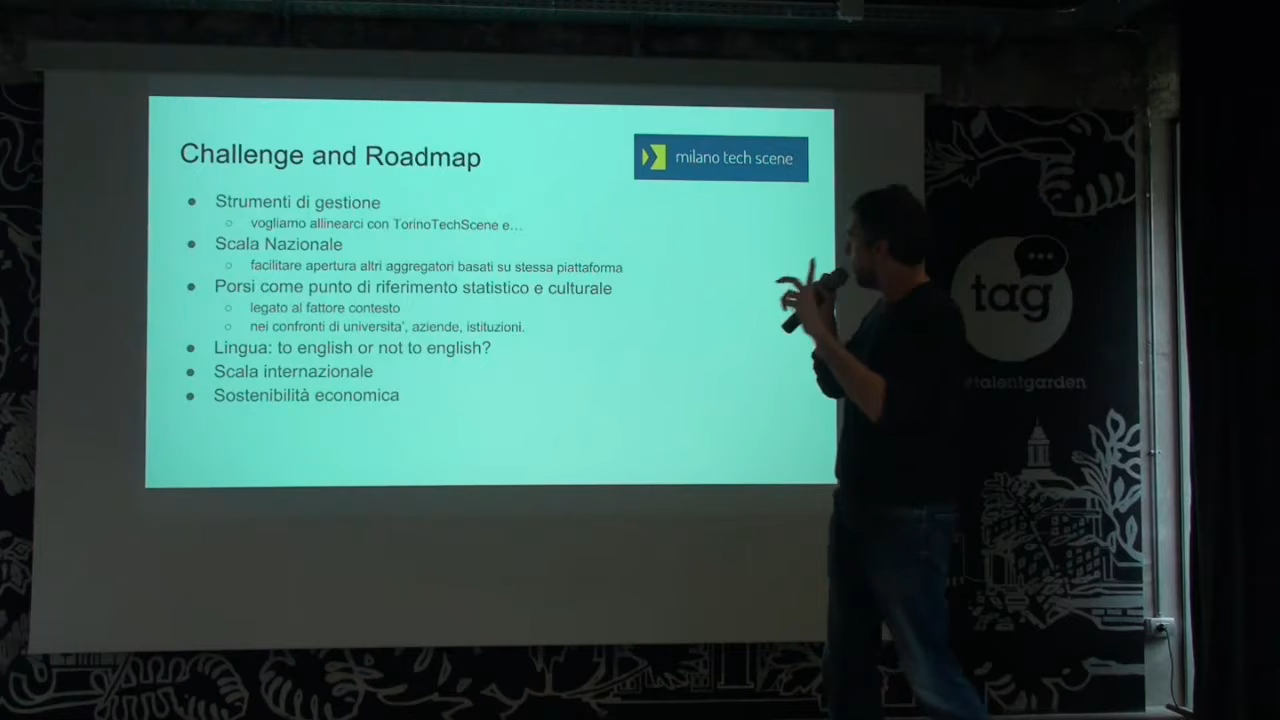 Challenge and Roadmap
milano tech scene
● Strumenti di gestione
○ vogliamo allinearci con TorinoTechScene e…
● Scala Nazionale
○ facilitare apertura altri aggregatori basati su stessa piattaforma
● Porsi come punto di riferimento statistico e culturale
○ legato al fattore contesto
○ nei confronti di universita', aziende, istituzioni.
● Lingua: to english or not to english?
● Scala internazionale
● Sostenibilità economica
tag
#talentgarden